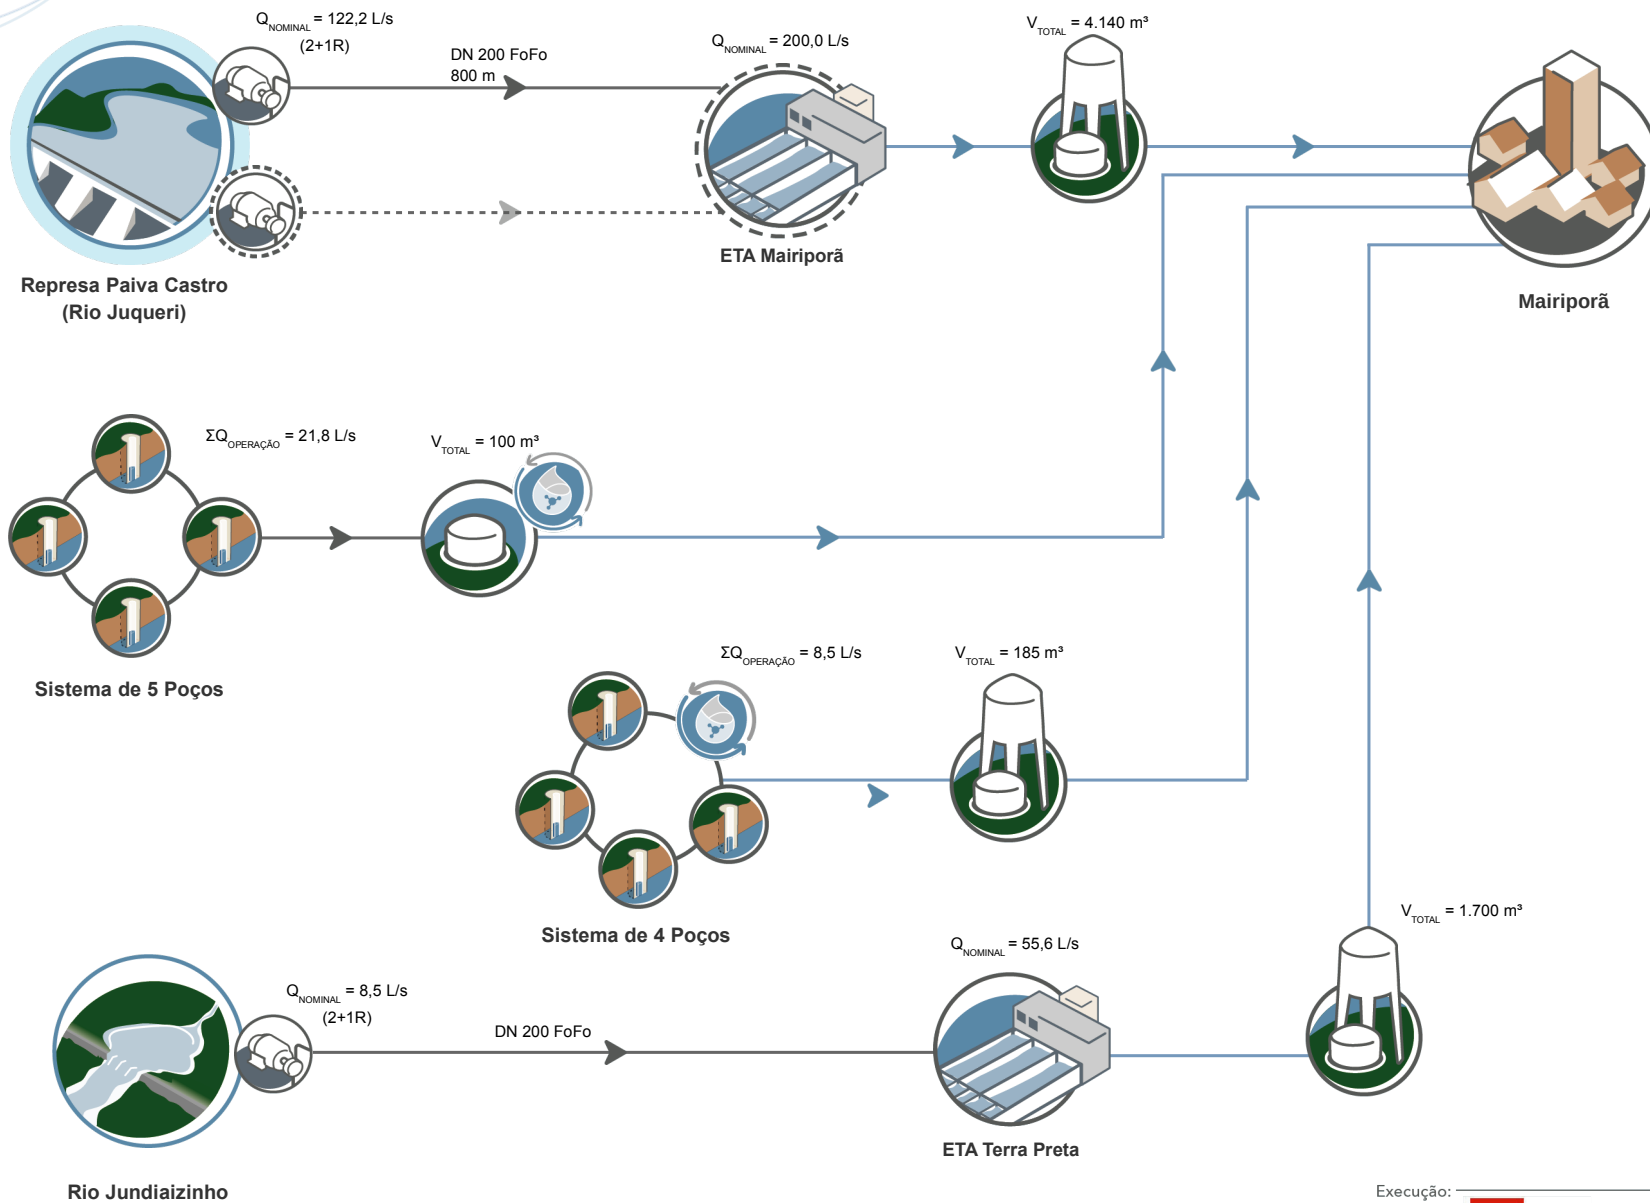 Q NOMINAL = 122,2 L/s
(2+1R)
DN 200 FoFo
800 m
Q NOMINAL = 200,0 L/s
V TOTAL = 4.140 m³
ETA Mairiporã
Represa Paiva Castro
(Rio Juqueri)
Mairiporã
ΣQ OPERAÇÃO = 21,8 L/s
V TOTAL = 100 m³
Sistema de 5 Poços
ΣQ OPERAÇÃO = 8,5 L/s
V TOTAL = 185 m³
Sistema de 4 Poços
V TOTAL = 1.700 m³
Q NOMINAL = 55,6 L/s
Q NOMINAL = 8,5 L/s
(2+1R)
DN 200 FoFo
ETA Terra Preta
Rio Jundiaizinho
Execução: